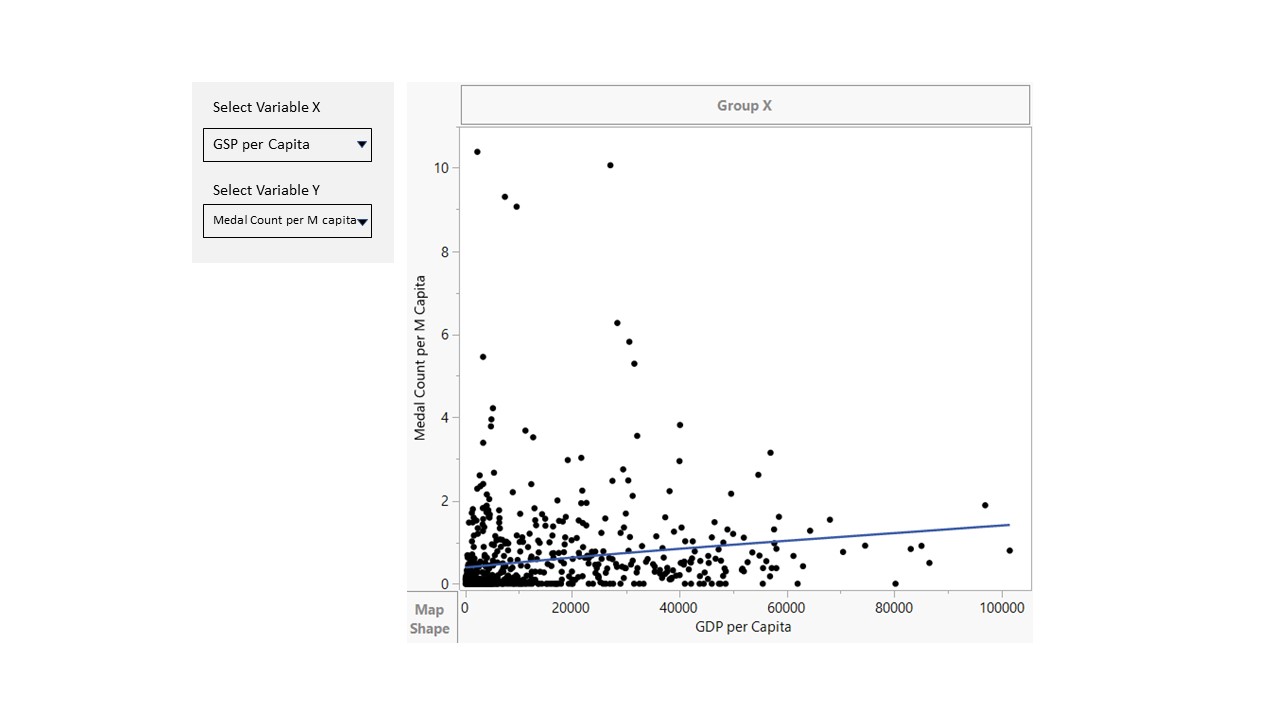 Select Variable X
GSP per Capita
Select Variable Y
Medal Count per M capita
Group X
Medal Count per M Capita
10
8
6
4
2
0
0 20000 40000 60000 80000 100000
GDP per Capita
Map
Shape